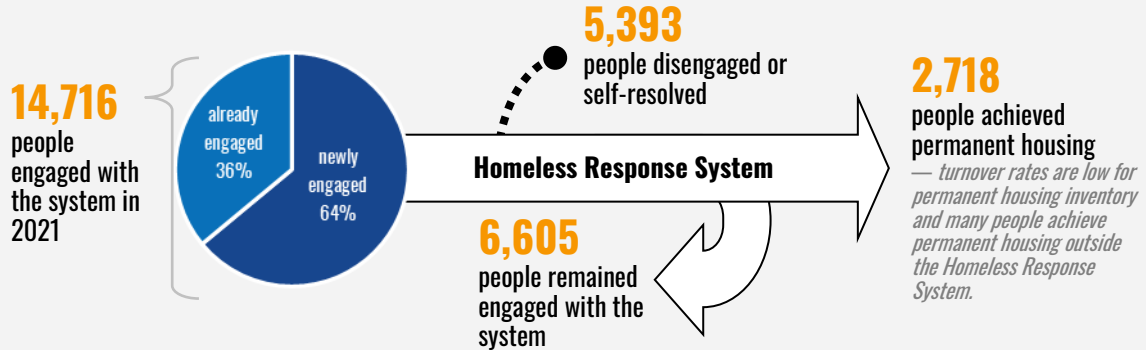 14,716
people
engaged with
the system in
2021
already
engaged
36%
newly
engaged
64%
5,393
people disengaged or
self-resolved
Homeless Response System
6,605
people remained
engaged with the
system
2,718
people achieved
permanent housing
— turnover rates are low for
permanent housing inventory
and many people achieve
permanent housing outside
the Homeless Response
System.